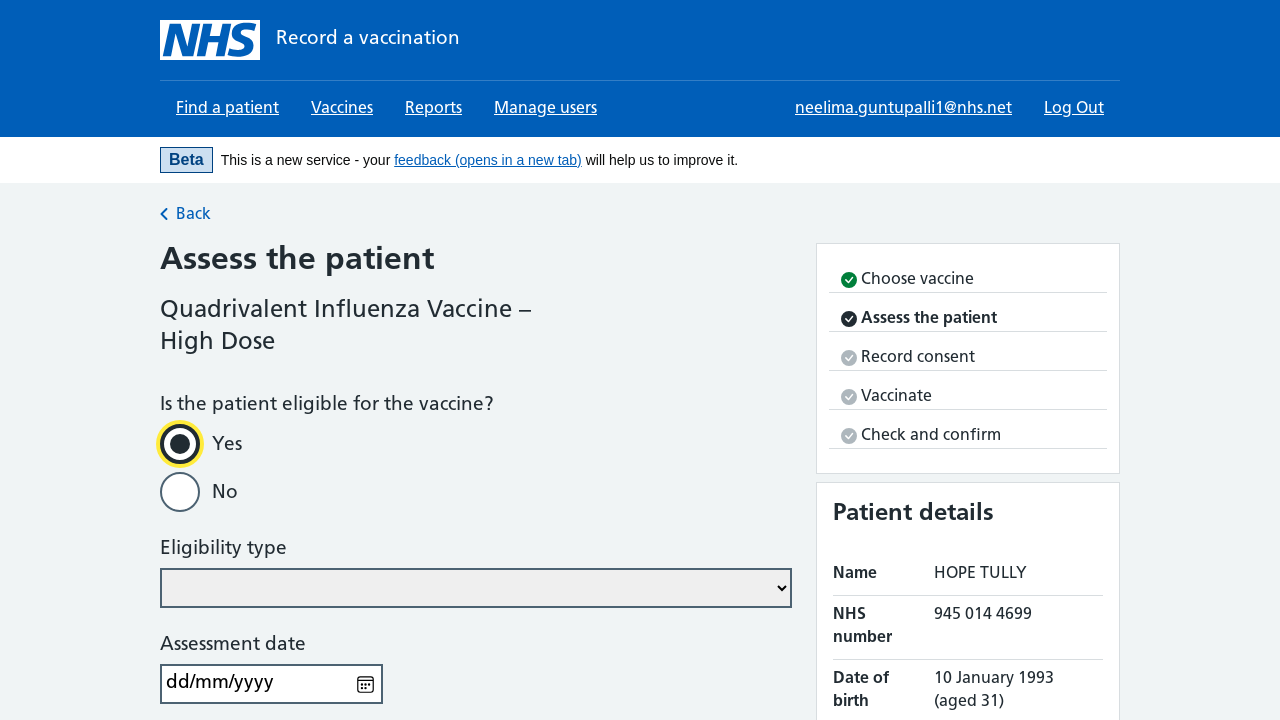 NHS Record a vaccination
Find a patient Vaccines Reports Manage users neelima.guntupalli1@nhs.net Log Out
Beta This is a new service - your feedback (opens in a new tab) will help us to improve it.
Back
Assess the patient
Quadrivalent Influenza Vaccine –
High Dose
Is the patient eligible for the vaccine?
Yes
No
Eligibility type
Assessment date
dd/mm/yyyy
Choose vaccine
Assess the patient
Record consent
Vaccinate
Check and confirm
Patient details
Name HOPE TULLY
NHS number 945 014 4699
Date of birth 10 January 1993 (aged 31)